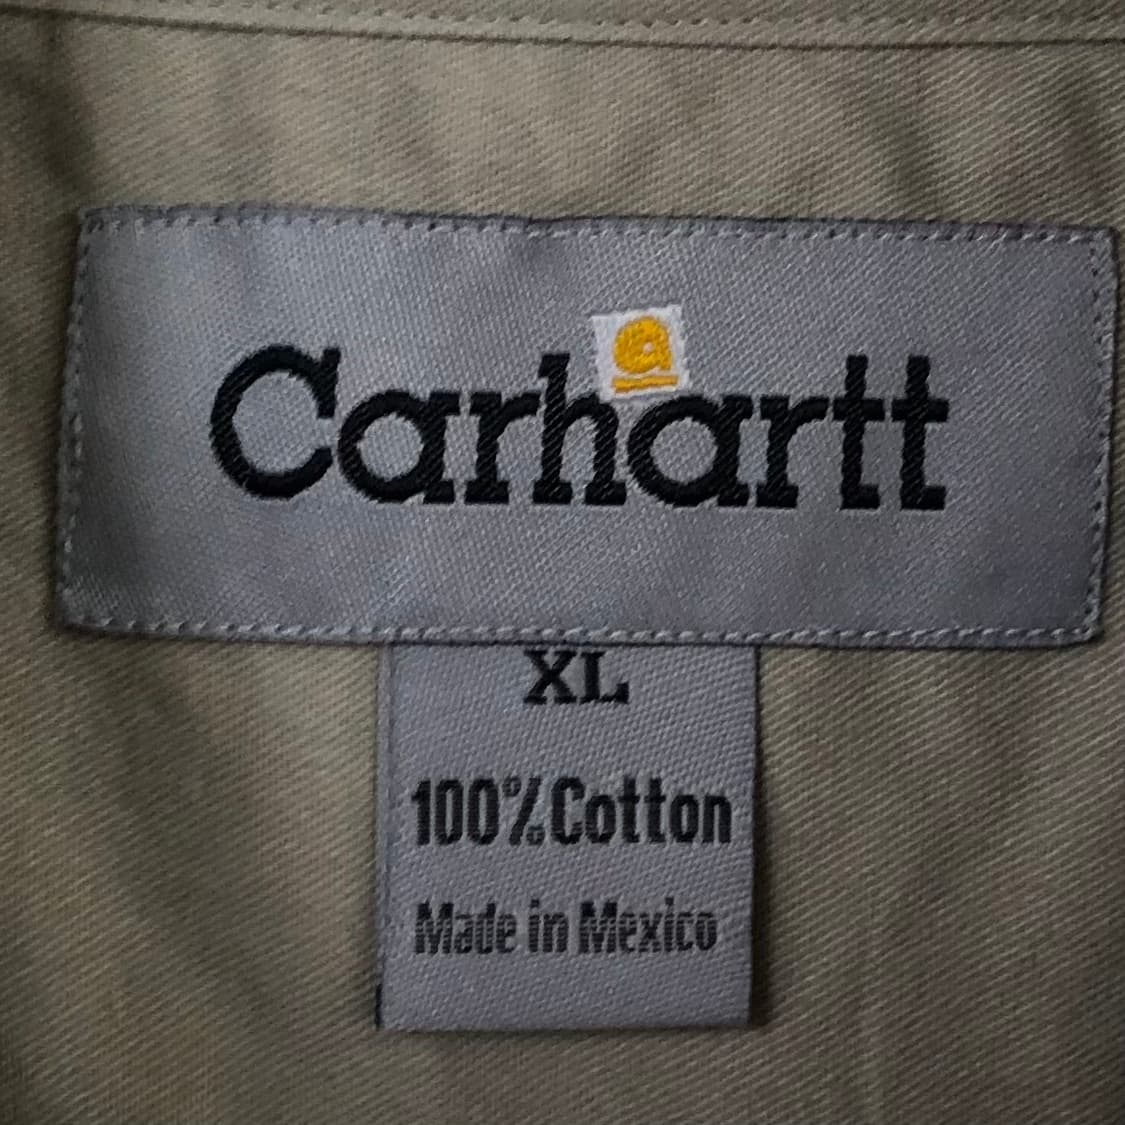 Carhartt
XL
100% Cotton
Made in Mexico